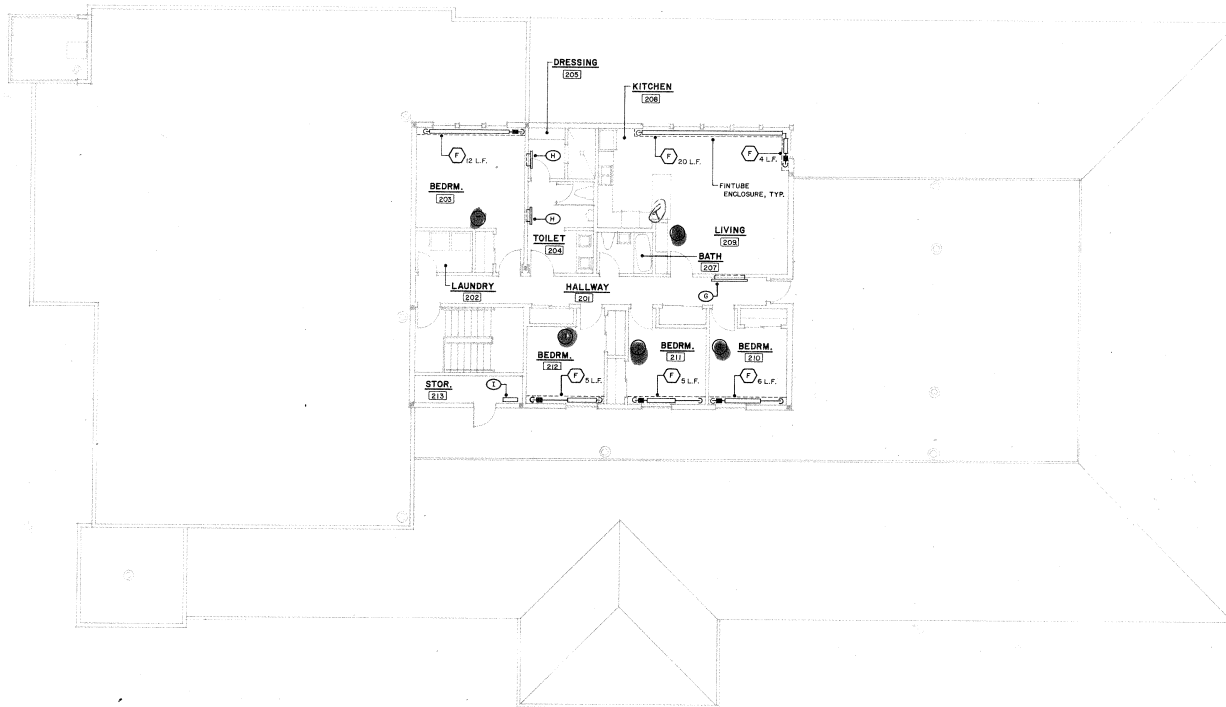 DRESSING
205
KITCHEN
208
H
F 12 L.F.
F 20 L.F.
F 4 L.F.
BEDRM.
203
FINTUBE
ENCLOSURE, TYP.
H
TOILET
204
LIVING
209
BATH
207
LAUNDRY
202
HALLWAY
201
G
BEDRM.
212
BEDRM.
211
BEDRM.
210
F 5 L.F.
F 5 L.F.
F 6 L.F.
STOR.
213
I